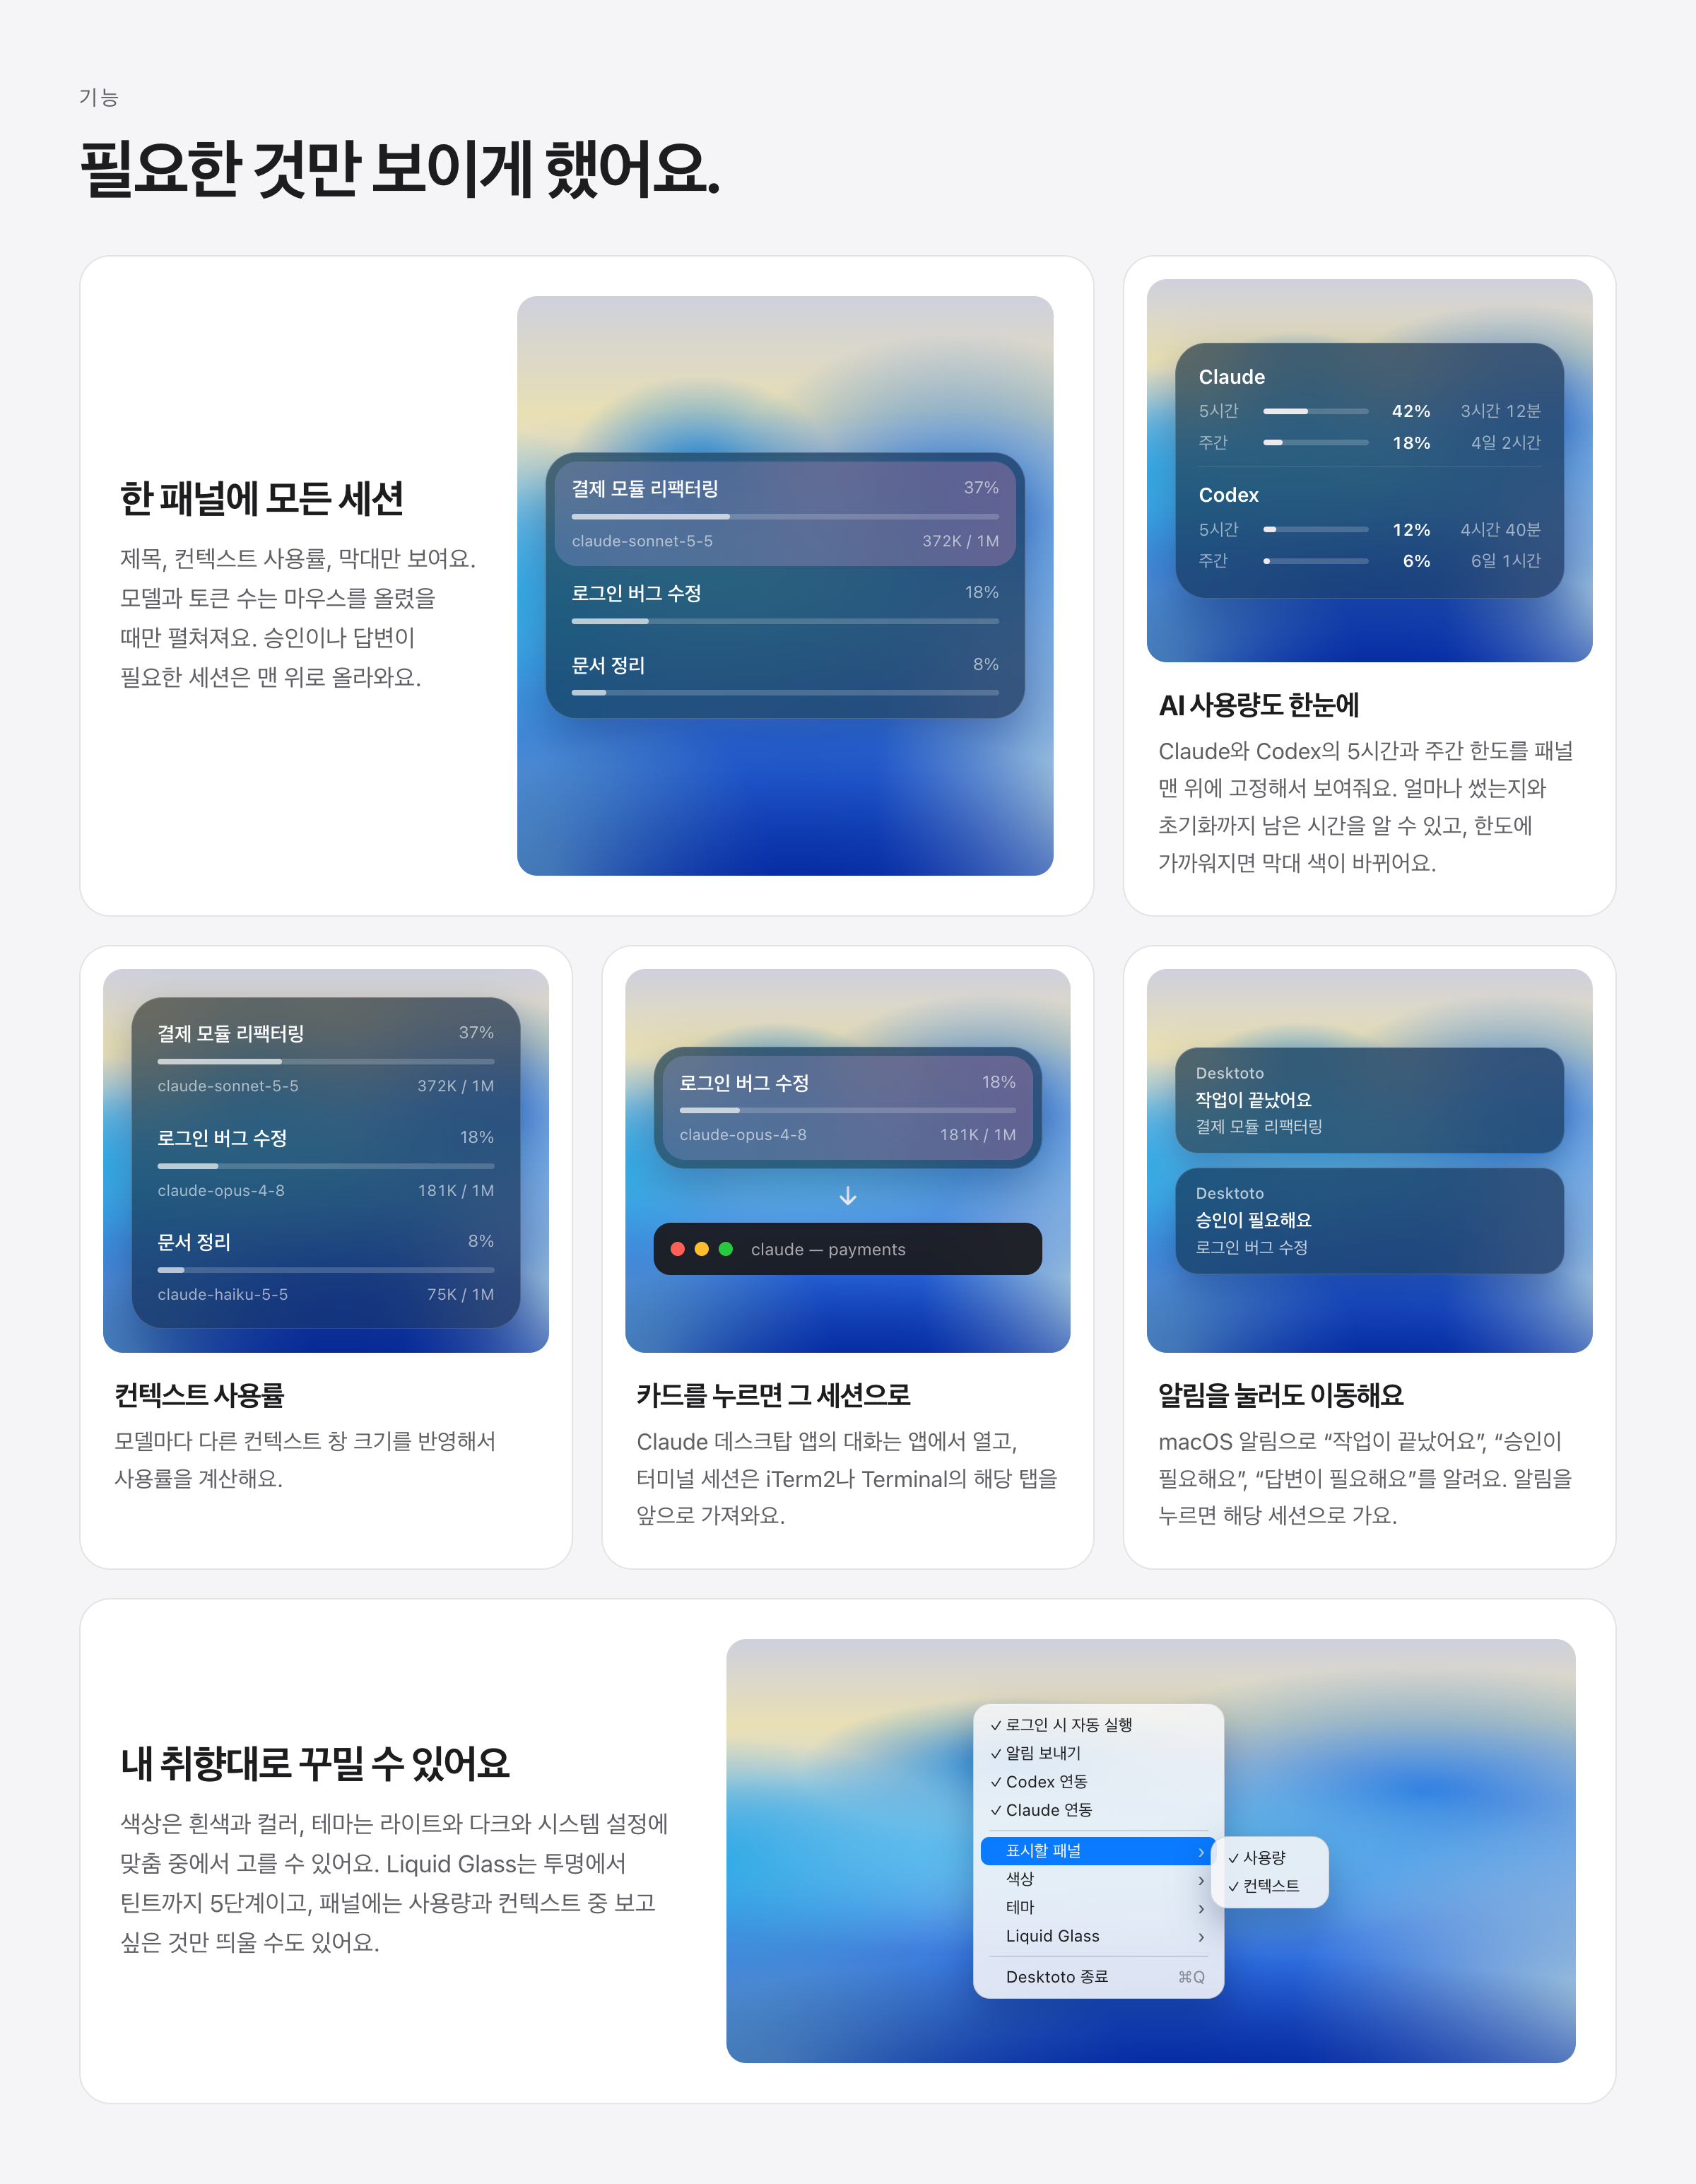 기능
필요한 것만 보이게 했어요.
한 패널에 모든 세션
제목, 컨텍스트 사용률, 막대만 보여요.
모델과 토큰 수는 마우스를 올렸을
때만 펼쳐져요. 승인이나 답변이
필요한 세션은 맨 위로 올라와요.
결제 모듈 리팩터링 37%
claude-sonnet-5-5 372K / 1M
로그인 버그 수정 18%
문서 정리 8%
Claude
5시간 42% 3시간 12분
주간 18% 4일 2시간
Codex
5시간 12% 4시간 40분
주간 6% 6일 1시간
AI 사용량도 한눈에
Claude와 Codex의 5시간과 주간 한도를 패널
맨 위에 고정해서 보여줘요. 얼마나 썼는지와
초기화까지 남은 시간을 알 수 있고, 한도에
가까워지면 막대 색이 바뀌어요.
결제 모듈 리팩터링 37%
claude-sonnet-5-5 372K / 1M
로그인 버그 수정 18%
claude-opus-4-8 181K / 1M
문서 정리 8%
claude-haiku-5-5 75K / 1M
컨텍스트 사용률
모델마다 다른 컨텍스트 창 크기를 반영해서
사용률을 계산해요.
로그인 버그 수정 18%
claude-opus-4-8 181K / 1M
↓
claude — payments
카드를 누르면 그 세션으로
Claude 데스크탑 앱의 대화는 앱에서 열고,
터미널 세션은 iTerm2나 Terminal의 해당 탭을
앞으로 가져와요.
Desktoto
작업이 끝났어요
결제 모듈 리팩터링
Desktoto
승인이 필요해요
로그인 버그 수정
알림을 눌러도 이동해요
macOS 알림으로 “작업이 끝났어요”, “승인이
필요해요”, “답변이 필요해요”를 알려요. 알림을
누르면 해당 세션으로 가요.
내 취향대로 꾸밀 수 있어요
색상은 흰색과 컬러, 테마는 라이트와 다크와 시스템 설정에
맞춤 중에서 고를 수 있어요. Liquid Glass는 투명에서
틴트까지 5단계이고, 패널에는 사용량과 컨텍스트 중 보고
싶은 것만 띄울 수도 있어요.
✓ 로그인 시 자동 실행
✓ 알림 보내기
✓ Codex 연동
✓ Claude 연동
표시할 패널 ›
✓ 사용량
✓ 컨텍스트
색상 ›
테마 ›
Liquid Glass ›
Desktoto 종료 ⌘Q